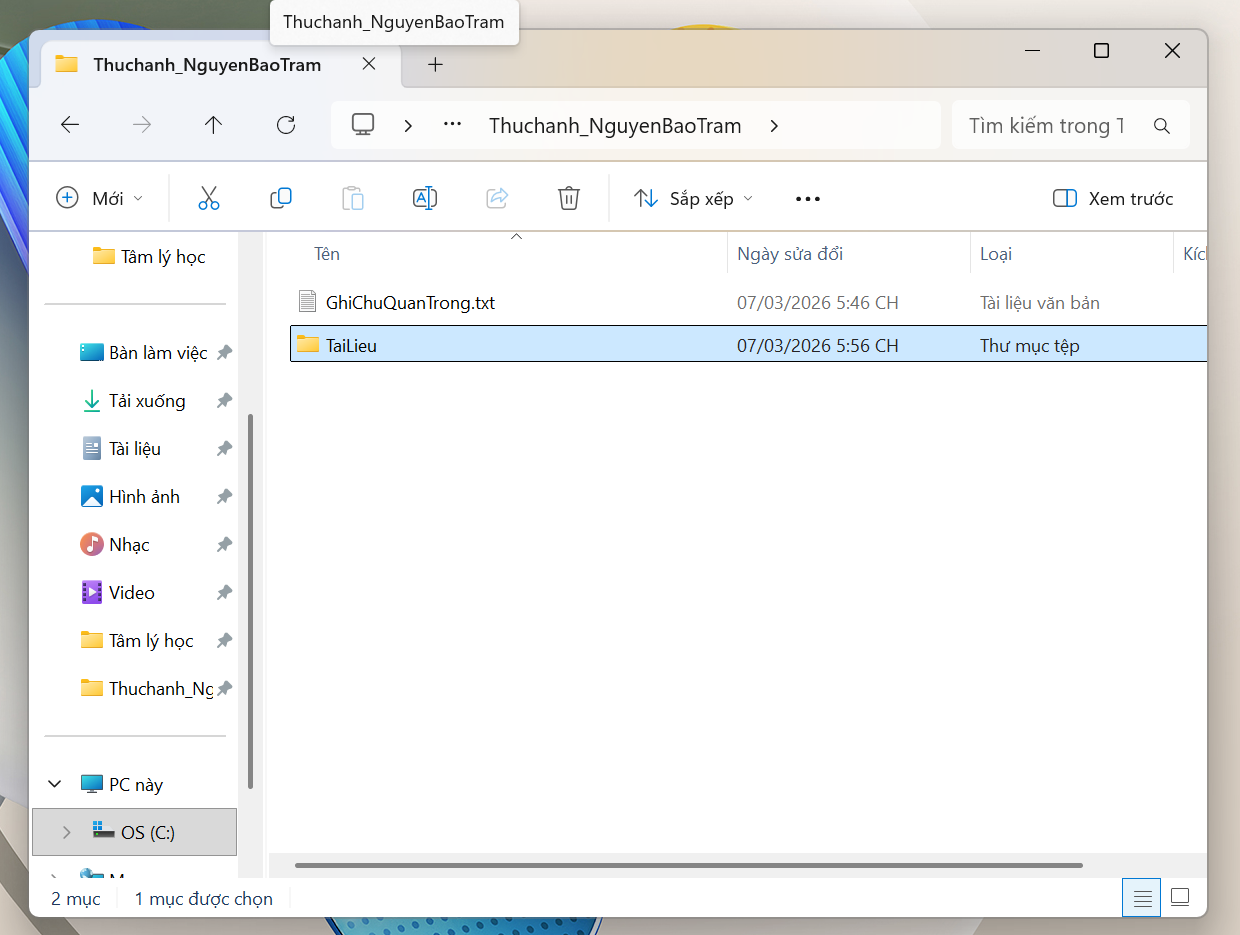 Thuchanh_NguyenBaoTram
Thuchanh_NguyenBaoTram
Thuchanh_NguyenBaoTram
Tìm kiếm trong T
Mới
Sắp xếp
Xem trước
Tâm lý học
Bàn làm việc
Tải xuống
Tài liệu
Hình ảnh
Nhạc
Video
Tâm lý học
Thuchanh_Ng
PC này
OS (C:)
Tên Ngày sửa đổi Loại Kíc
GhiChuQuanTrong.txt 07/03/2026 5:46 CH Tài liệu văn bản
TaiLieu 07/03/2026 5:56 CH Thư mục tệp
2 mục 1 mục được chọn